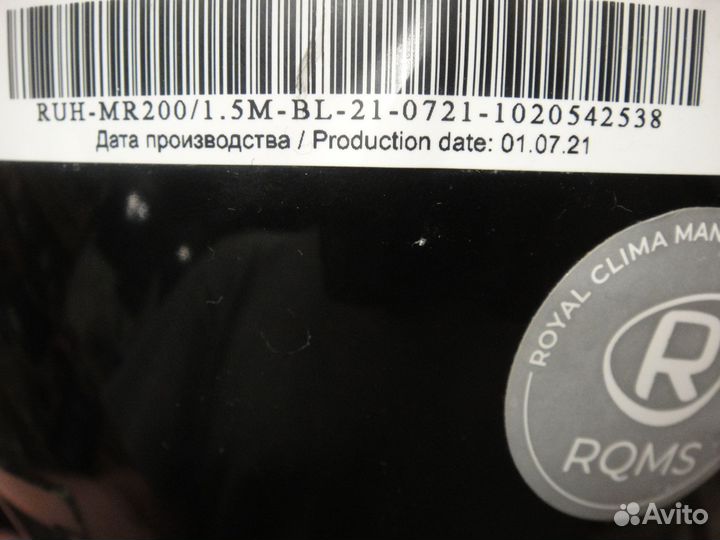 RUH-MR200/1.5M-BL-21-0721-1020542538
Дата производства / Production date: 01.07.21
ROYAL CLIMA MAN
R
RQMS
Avito